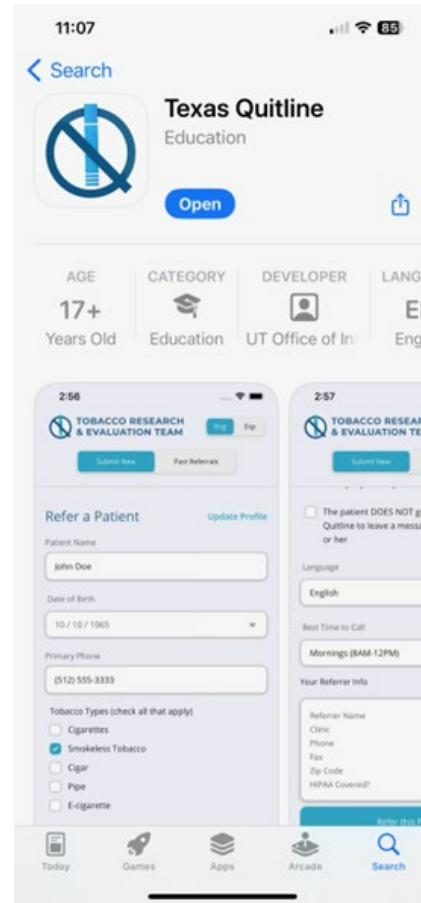 11:07
85
Search
Texas Quitline
Education
Open
AGE
CATEGORY
DEVELOPER
LANG
17+
Years Old
Education
UT Office of In
Eng
2:56
TOBACCO RESEARCH
& EVALUATION TEAM
Eng
Esp
Submit New
Past Referrals
Refer a Patient
Update Profile
Patient Name
John Doe
Date of Birth
10 / 10 / 1965
Primary Phone
(512) 555-3333
Tobacco Types (check all that apply)
Cigarettes
Smokeless Tobacco
Cigar
Pipe
E-cigarette
2:57
TOBACCO RESEAR
& EVALUATION TE
Submit New
The patient DOES NOT gi
Quitline to leave a messa
or her
Language
English
Best Time to Call
Mornings (8AM-12PM)
Your Referrer Info
Referrer Name
Clinic
Phone
Fax
Zip Code
HIPAA Covered?
Refer this P
Today
Games
Apps
Arcade
Search